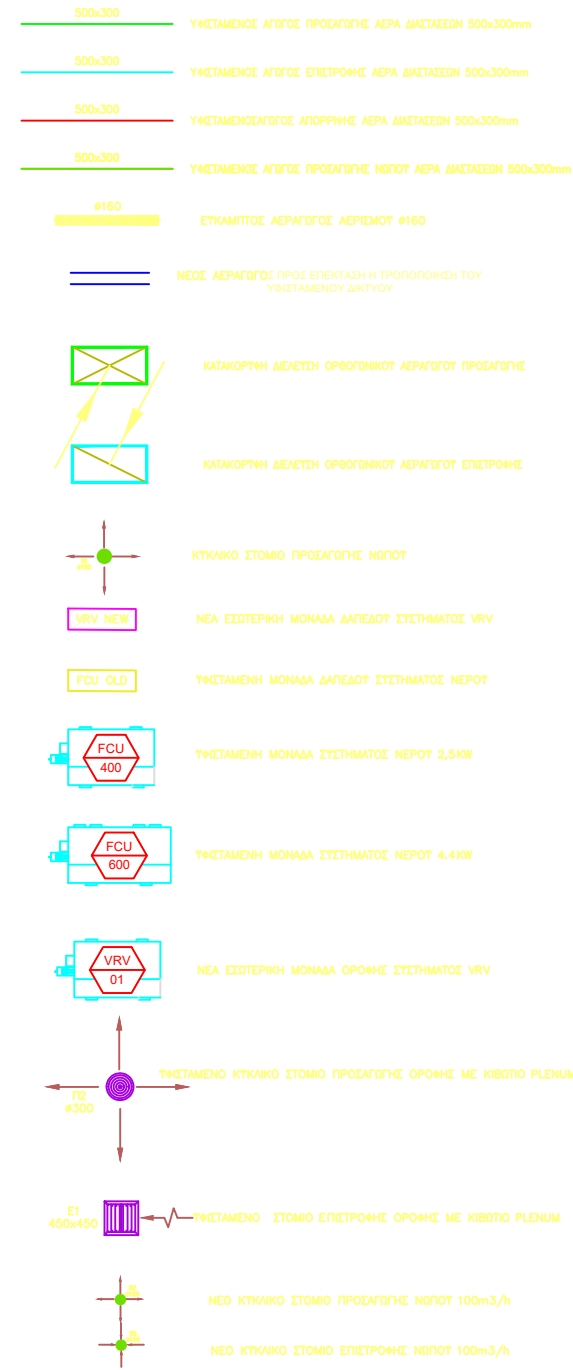 500x300
ΥΦΙΣΤΑΜΕΝΟΣ ΑΓΩΓΟΣ ΠΡΟΣΑΓΩΓΗΣ ΑΕΡΑ ΔΙΑΣΤΑΣΕΩΝ 500x300mm
500x300
ΥΦΙΣΤΑΜΕΝΟΣ ΑΓΩΓΟΣ ΕΠΙΣΤΡΟΦΗΣ ΑΕΡΑ ΔΙΑΣΤΑΣΕΩΝ 500x300mm
500x300
ΥΦΙΣΤΑΜΕΝΟΣΑΓΩΓΟΣ ΑΠΟΡΡΙΨΗΣ ΑΕΡΑ ΔΙΑΣΤΑΣΕΩΝ 500x300mm
500x300
ΥΦΙΣΤΑΜΕΝΟΣ ΑΓΩΓΟΣ ΠΡΟΣΑΓΩΓΗΣ ΝΩΠΟΥ ΑΕΡΑ ΔΙΑΣΤΑΣΕΩΝ 500x300mm
ø160
ΕΥΚΑΜΠΤΟΣ ΑΕΡΑΓΩΓΟΣ ΑΕΡΙΣΜΟΥ ø160
ΝΕΟΣ ΑΕΡΑΓΩΓΟΣ ΠΡΟΣ ΕΠΕΚΤΑΣΗ Η ΤΡΟΠΟΠΟΙΗΣΗ ΤΟΥ
ΥΦΙΣΤΑΜΕΝΟΥ ΔΙΚΤΥΟΥ
ΚΑΤΑΚΟΡΥΦΗ ΔΙΕΛΕΥΣΗ ΟΡΘΟΓΩΝΙΚΟΥ ΑΕΡΑΓΩΓΟΥ ΠΡΟΣΑΓΩΓΗΣ
ΚΑΤΑΚΟΡΥΦΗ ΔΙΕΛΕΥΣΗ ΟΡΘΟΓΩΝΙΚΟΥ ΑΕΡΑΓΩΓΟΥ ΕΠΙΣΤΡΟΦΗΣ
ΚΥΚΛΙΚΟ ΣΤΟΜΙΟ ΠΡΟΣΑΓΩΓΗΣ ΝΩΠΟΥ
VRV NEW
ΝΕΑ ΕΣΩΤΕΡΙΚΗ ΜΟΝΑΔΑ ΔΑΠΕΔΟΥ ΣΥΣΤΗΜΑΤΟΣ VRV
FCU OLD
ΥΦΙΣΤΑΜΕΝΗ ΜΟΝΑΔΑ ΔΑΠΕΔΟΥ ΣΥΣΤΗΜΑΤΟΣ ΝΕΡΟΥ
FCU
400
ΥΦΙΣΤΑΜΕΝΗ ΜΟΝΑΔΑ ΣΥΣΤΗΜΑΤΟΣ ΝΕΡΟΥ 2.5KW
FCU
600
ΥΦΙΣΤΑΜΕΝΗ ΜΟΝΑΔΑ ΣΥΣΤΗΜΑΤΟΣ ΝΕΡΟΥ 4.4KW
VRV
01
ΝΕΑ ΕΣΩΤΕΡΙΚΗ ΜΟΝΑΔΑ ΟΡΟΦΗΣ ΣΥΣΤΗΜΑΤΟΣ VRV
ΥΦΙΣΤΑΜΕΝΟ ΚΥΚΛΙΚΟ ΣΤΟΜΙΟ ΠΡΟΣΑΓΩΓΗΣ ΟΡΟΦΗΣ ΜΕ ΚΙΒΩΤΙΟ PLENUM
Π2
ø300
Ε1
450x450
ΥΦΙΣΤΑΜΕΝΟ ΣΤΟΜΙΟ ΕΠΙΣΤΡΟΦΗΣ ΟΡΟΦΗΣ ΜΕ ΚΙΒΩΤΙΟ PLENUM
ΝΕΟ ΚΥΚΛΙΚΟ ΣΤΟΜΙΟ ΠΡΟΣΑΓΩΓΗΣ ΝΩΠΟΥ 100m3/h
ΝΕΟ ΚΥΚΛΙΚΟ ΣΤΟΜΙΟ ΕΠΙΣΤΡΟΦΗΣ ΝΩΠΟΥ 100m3/h